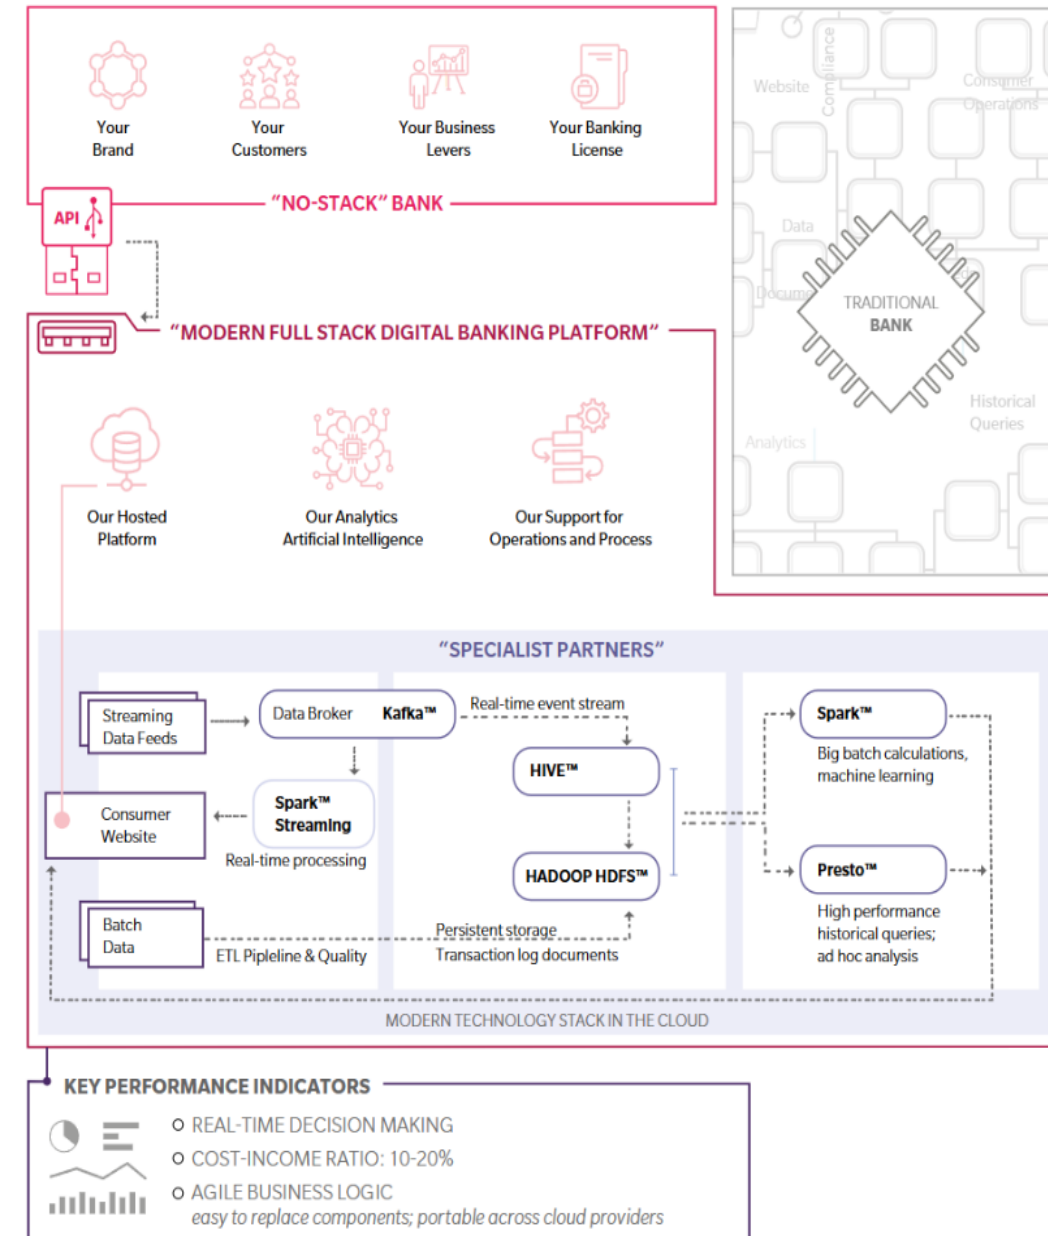 Your
Brand
Your
Customers
Your Business
Levers
Your Banking
License
"NO-STACK" BANK
API
"MODERN FULL STACK DIGITAL BANKING PLATFORM"
Our Hosted
Platform
Our Analytics
Artificial Intelligence
Our Support for
Operations and Process
Website
Compliance
Consumer
Operations
Data
TRADITIONAL
BANK
Historical
Queries
Analytics
"SPECIALIST PARTNERS"
Streaming
Data Feeds
Data Broker Kafka™
Real-time event stream
Spark™
Streaming
Real-time processing
Consumer
Website
Batch
Data
ETL Pipleline & Quality
HIVE™
HADOOP HDFS™
Persistent storage
Transaction log documents
Spark™
Big batch calculations,
machine learning
Presto™
High performance
historical queries;
ad hoc analysis
MODERN TECHNOLOGY STACK IN THE CLOUD
KEY PERFORMANCE INDICATORS
REAL-TIME DECISION MAKING
COST-INCOME RATIO: 10-20%
AGILE BUSINESS LOGIC
easy to replace components; portable across cloud providers